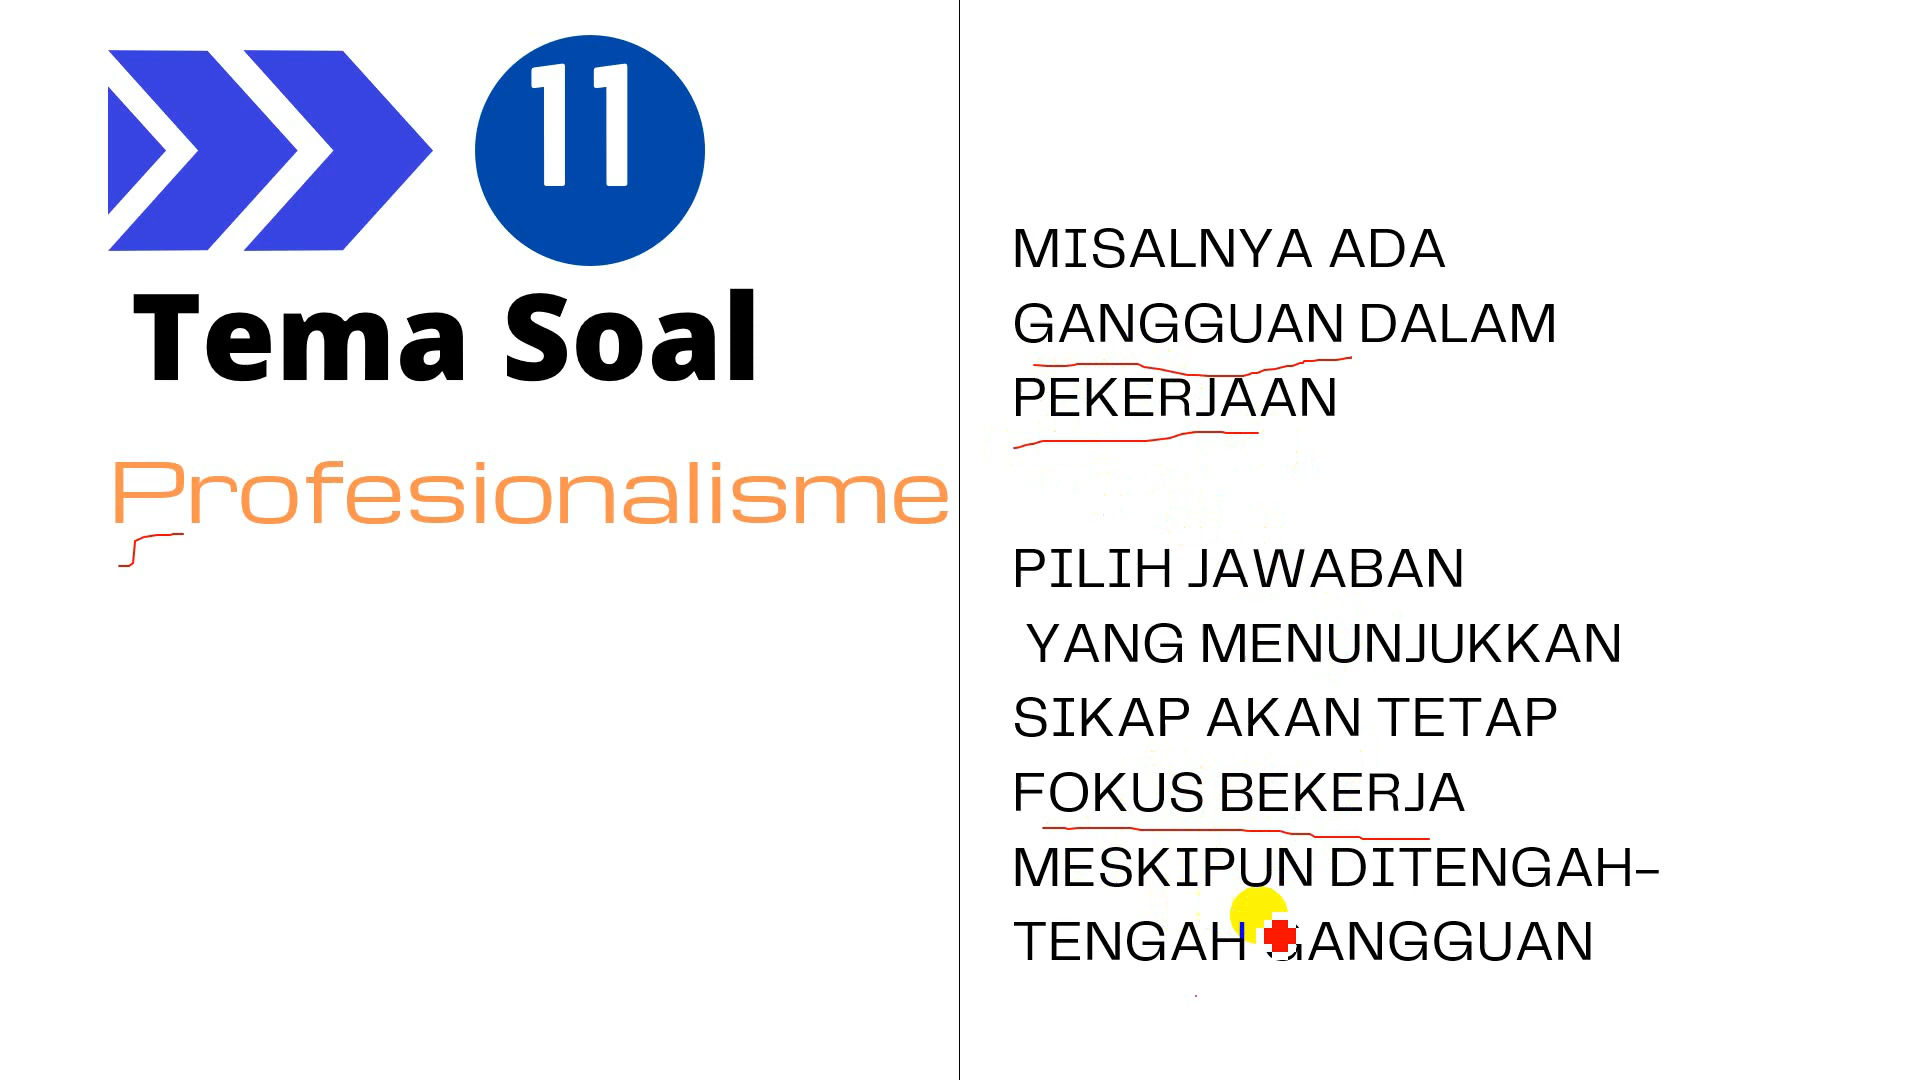 11
Tema Soal
Profesionalisme
MISALNYA ADA
GANGGUAN DALAM
PEKERJAAN
PILIH JAWABAN
YANG MENUNJUKKAN
SIKAP AKAN TETAP
FOKUS BEKERJA
MESKIPUN DITENGAH-
TENGAH GANGGUAN